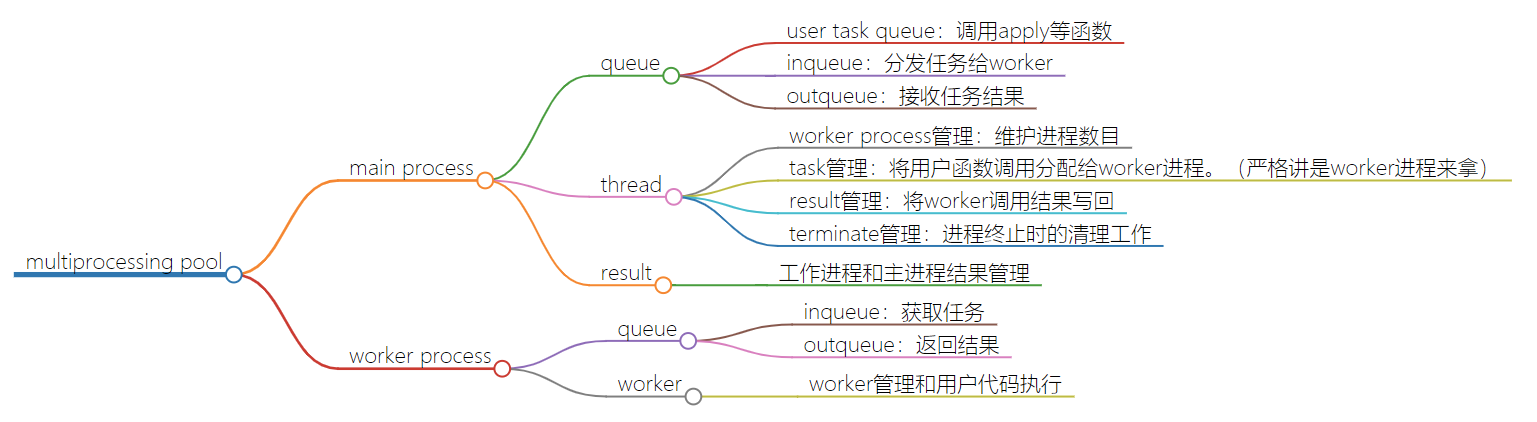 multiprocessing pool
main process
queue
user task queue：调用apply等函数
inqueue：分发任务给worker
outqueue：接收任务结果
thread
worker process管理：维护进程数目
task管理：将用户函数调用分配给worker进程。（严格讲是worker进程来拿）
result管理：将worker调用结果写回
terminate管理：进程终止时的清理工作
result
工作进程和主进程结果管理
worker process
queue
inqueue：获取任务
outqueue：返回结果
worker
worker管理和用户代码执行